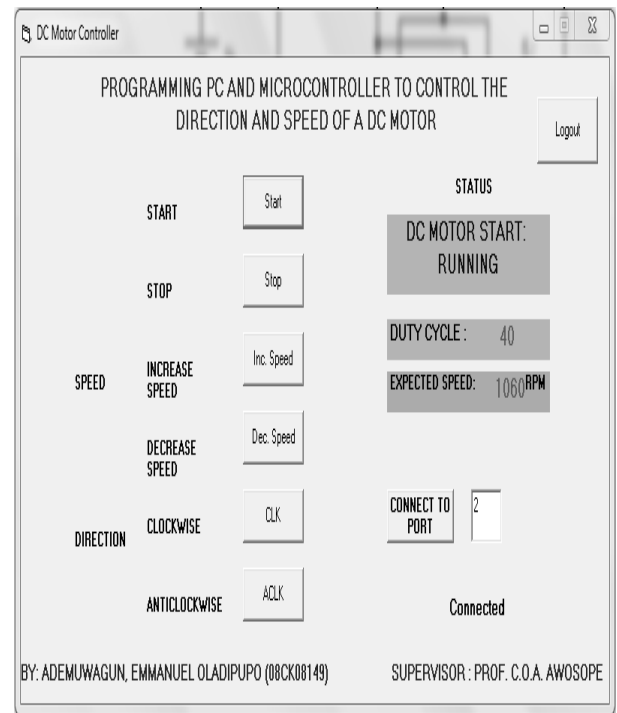 DC Motor Controller
PROGRAMMING PC AND MICROCONTROLLER TO CONTROL THE
DIRECTION AND SPEED OF A DC MOTOR
Logout
STATUS
START
Start
DC MOTOR START:
RUNNING
STOP
Stop
DUTY CYCLE : 40
SPEED
INCREASE
SPEED
Inc. Speed
EXPECTED SPEED: 1060 RPM
DECREASE
SPEED
Dec. Speed
DIRECTION
CLOCKWISE
CLK
CONNECT TO
PORT
2
ANTICLOCKWISE
ACLK
Connected
BY: ADEMUWAGUN, EMMANUEL OLADIPUPO (08CK08149)
SUPERVISOR : PROF. C.O.A. AWOSOPE